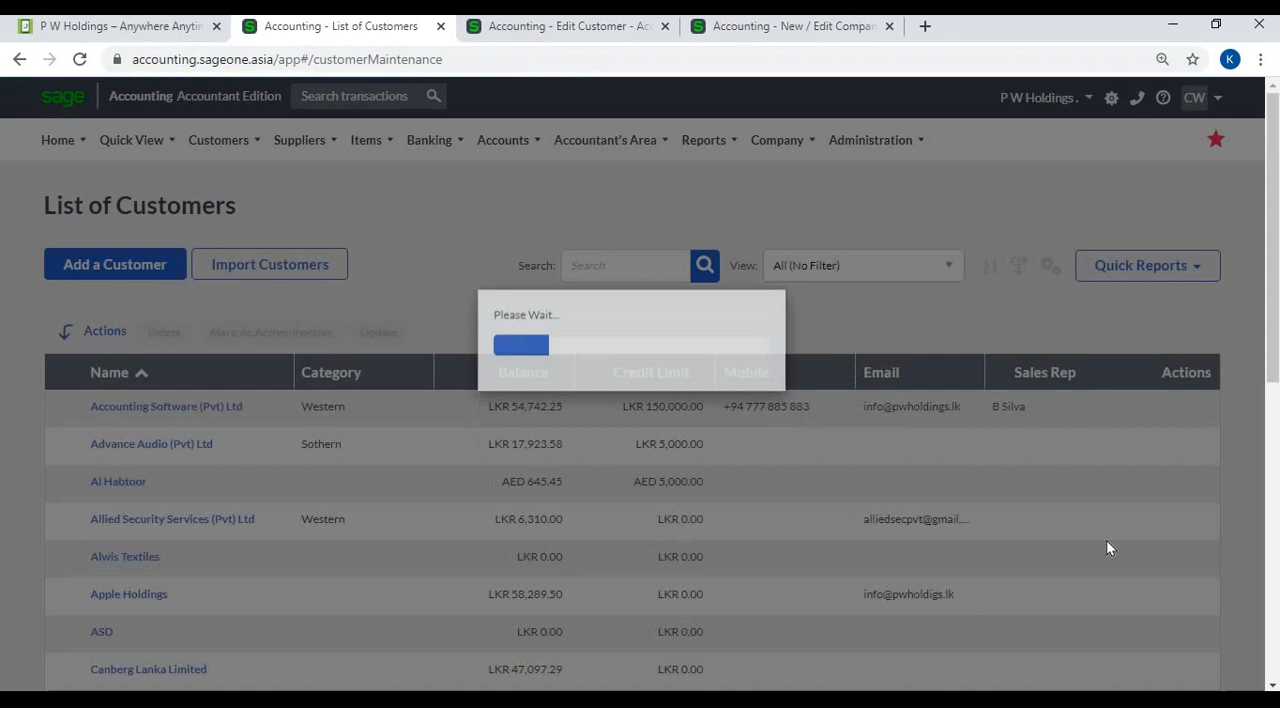 P W Holdings – Anywhere Anytin
Accounting - List of Customers
Accounting - Edit Customer - Acc
Accounting - New / Edit Compan
accounting.sageone.asia/app#/customerMaintenance
K
sage Accounting Accountant Edition Search transactions P W Holdings . CW
Home Quick View Customers Suppliers Items Banking Accounts Accountant's Area Reports Company Administration
List of Customers
Add a Customer Import Customers Search: Search View: All (No Filter) Quick Reports
Please Wait...
Actions Delete Mark As Active/Inactive Update
Name Category Balance Credit Limit Mobile Email Sales Rep Actions
Accounting Software (Pvt) Ltd Western LKR 54,742.25 LKR 150,000.00 +94 777 885 883 info@pwholdings.lk B Silva
Advance Audio (Pvt) Ltd Sothern LKR 17,923.58 LKR 5,000.00
Al Habtoor AED 645.45 AED 5,000.00
Allied Security Services (Pvt) Ltd Western LKR 6,310.00 LKR 0.00 alliedsecpvt@gmail....
Alwis Textiles LKR 0.00 LKR 0.00
Apple Holdings LKR 58,289.50 LKR 0.00 info@pwholdigs.lk
ASD LKR 0.00 LKR 0.00
Canberg Lanka Limited LKR 47,097.29 LKR 0.00